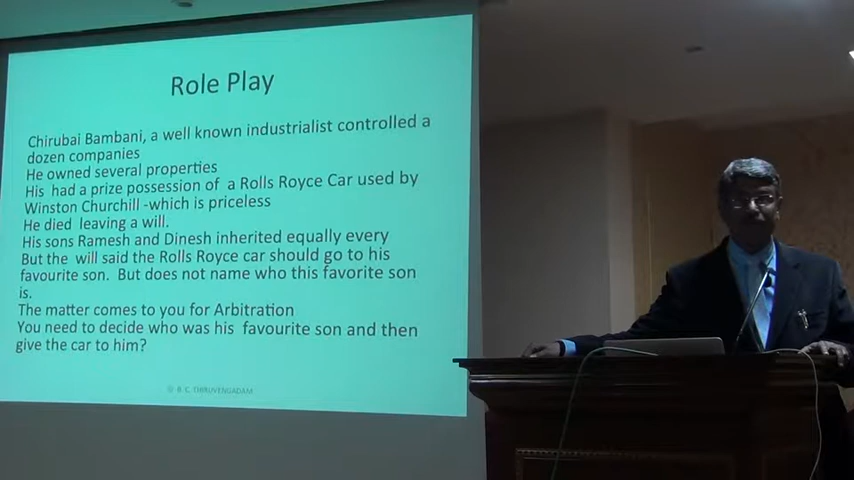 Role Play
Chirubai Bambani, a well known industrialist controlled a
dozen companies
He owned several properties
His had a prize possession of a Rolls Royce Car used by
Winston Churchill -which is priceless
He died leaving a will.
His sons Ramesh and Dinesh inherited equally every
But the will said the Rolls Royce car should go to his
favourite son. But does not name who this favorite son
is.
The matter comes to you for Arbitration
You need to decide who was his favourite son and then
give the car to him?
© B. C. THIRUVENGADAM